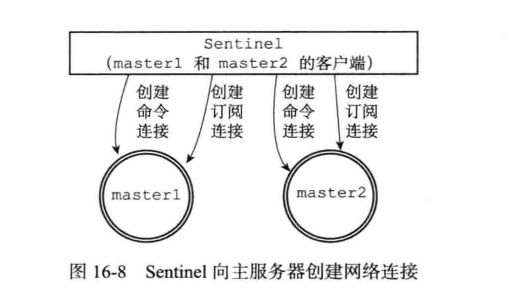 Sentinel
(master1 和 master2 的客户端)
创建 创建 创建 创建
命令 订阅 命令 订阅
连接 连接 连接 连接
master1 master2
图 16-8 Sentinel 向主服务器创建网络连接